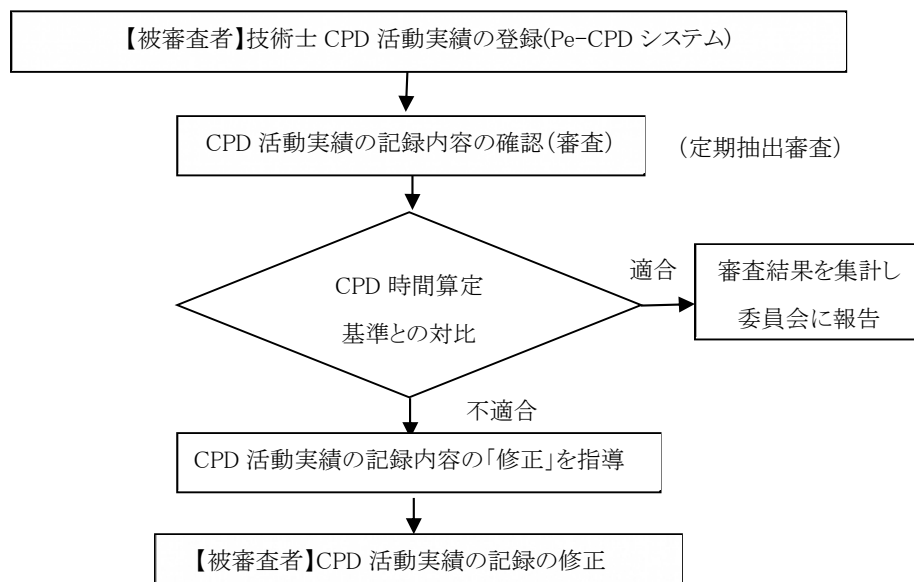 【被審査者】技術士 CPD 活動実績の登録(Pe-CPD システム)
CPD 活動実績の記録内容の確認(審査)
(定期抽出審査)
CPD 時間算定
基準との対比
適合
審査結果を集計し
委員会に報告
不適合
CPD 活動実績の記録内容の「修正」を指導
【被審査者】CPD 活動実績の記録の修正